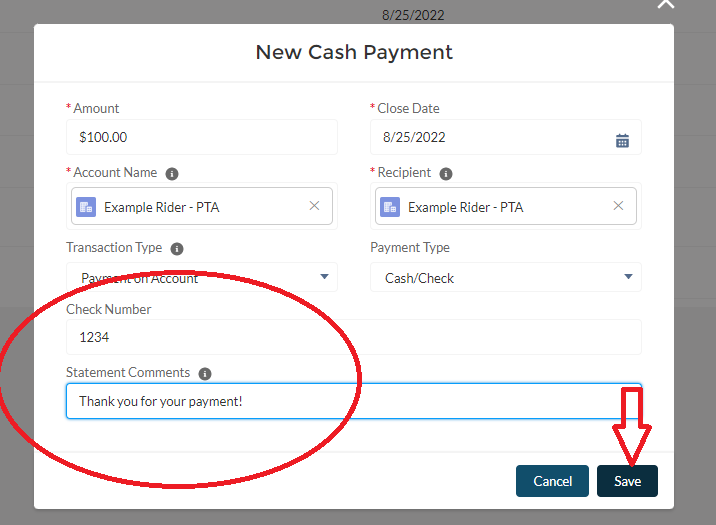 8/25/2022
New Cash Payment
*Amount
*Close Date
$100.00
8/25/2022
*Account Name
*Recipient
Example Rider - PTA
Example Rider - PTA
Transaction Type
Payment Type
Payment on Account
Cash/Check
Check Number
1234
Statement Comments
Thank you for your payment!
Cancel
Save